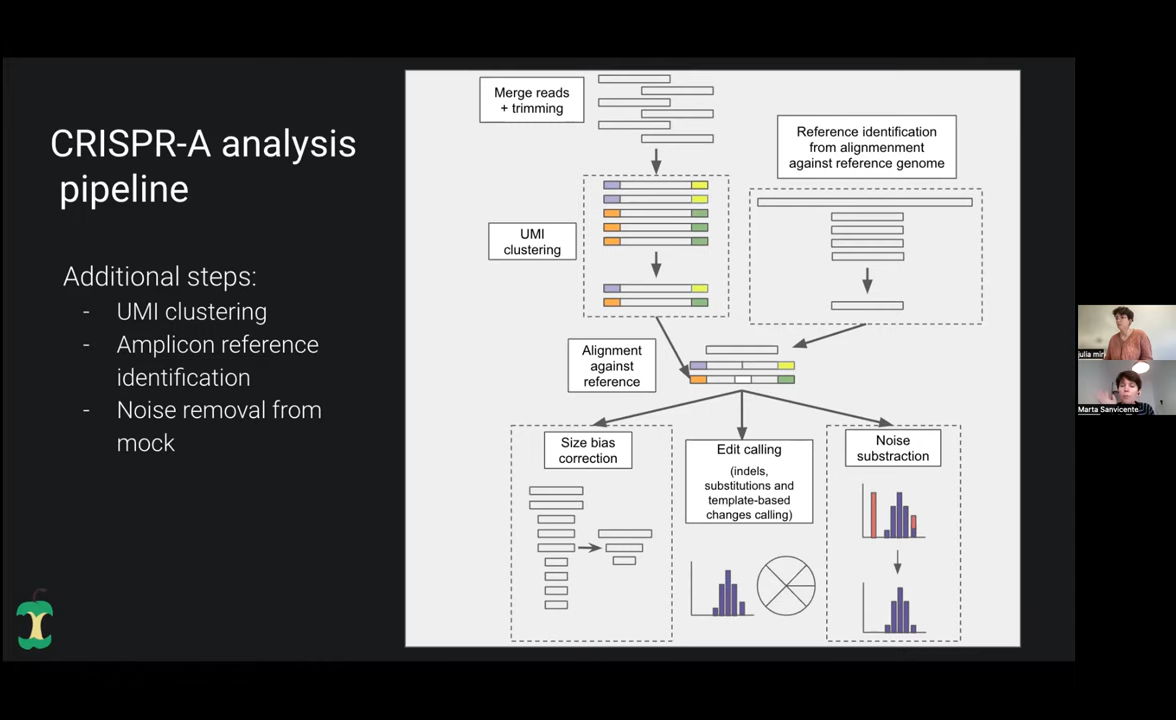 CRISPR-A analysis
pipeline
Additional steps:
- UMI clustering
- Amplicon reference
identification
- Noise removal from
mock
Merge reads
+ trimming
Reference identification
from alignmenment
against reference genome
UMI
clustering
Alignment
against
reference
Size bias
correction
Edit calling
(indels,
substitutions and
template-based
changes calling)
Noise
substraction
julia mir
Marta Sanvicente